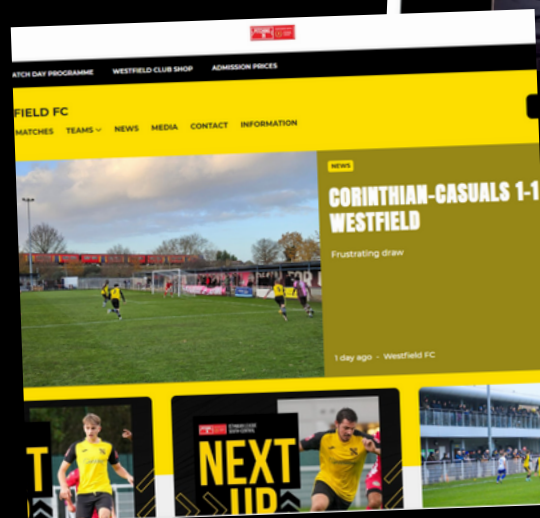 ATCH DAY PROGRAMME WESTFIELD CLUB SHOP ADMISSION PRICES
FIELD FC
MATCHES TEAMS NEWS MEDIA CONTACT INFORMATION
NEWS
CORINTHIAN-CASUALS 1-1
WESTFIELD
Frustrating draw
1 day ago - Westfield FC
T
NEXT
UP